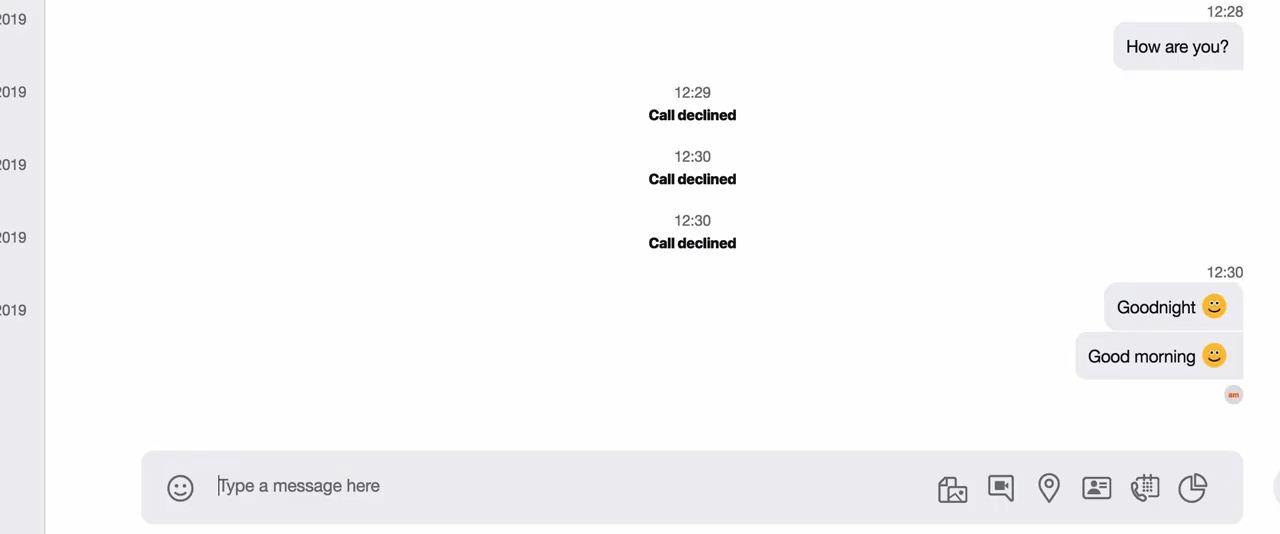 2019
12:28
How are you?
2019
12:29
Call declined
12:30
Call declined
2019
12:30
Call declined
2019
12:30
Goodnight
2019
Good morning
am
Type a message here